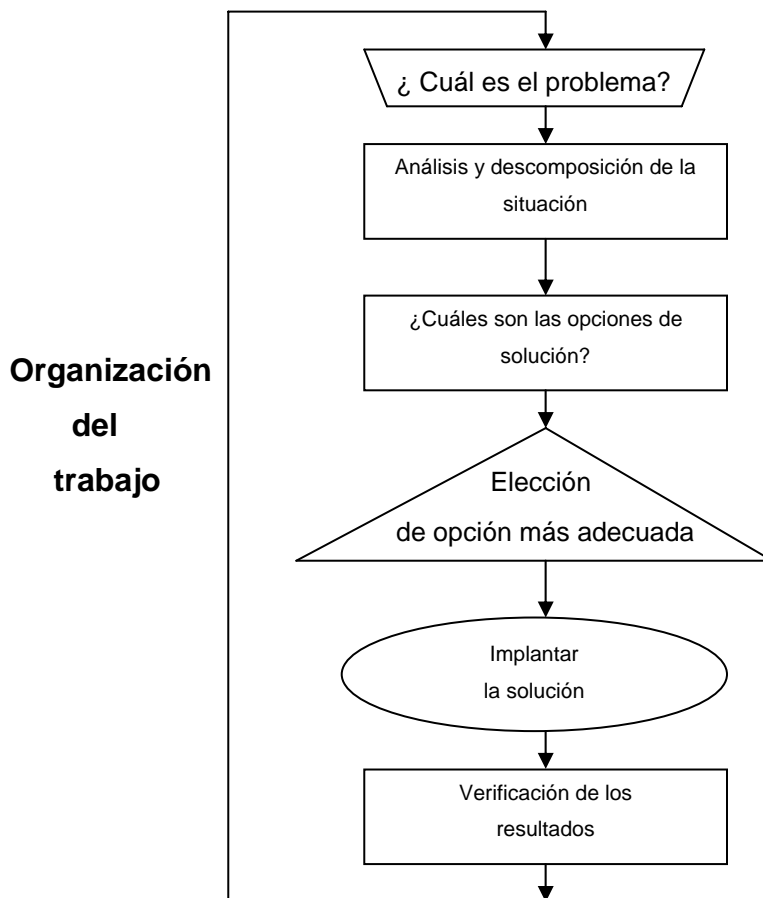 ¿ Cuál es el problema?
Análisis y descomposición de la
situación
¿Cuáles son las opciones de
solución?
Organización
del
trabajo
Elección
de opción más adecuada
Implantar
la solución
Verificación de los
resultados